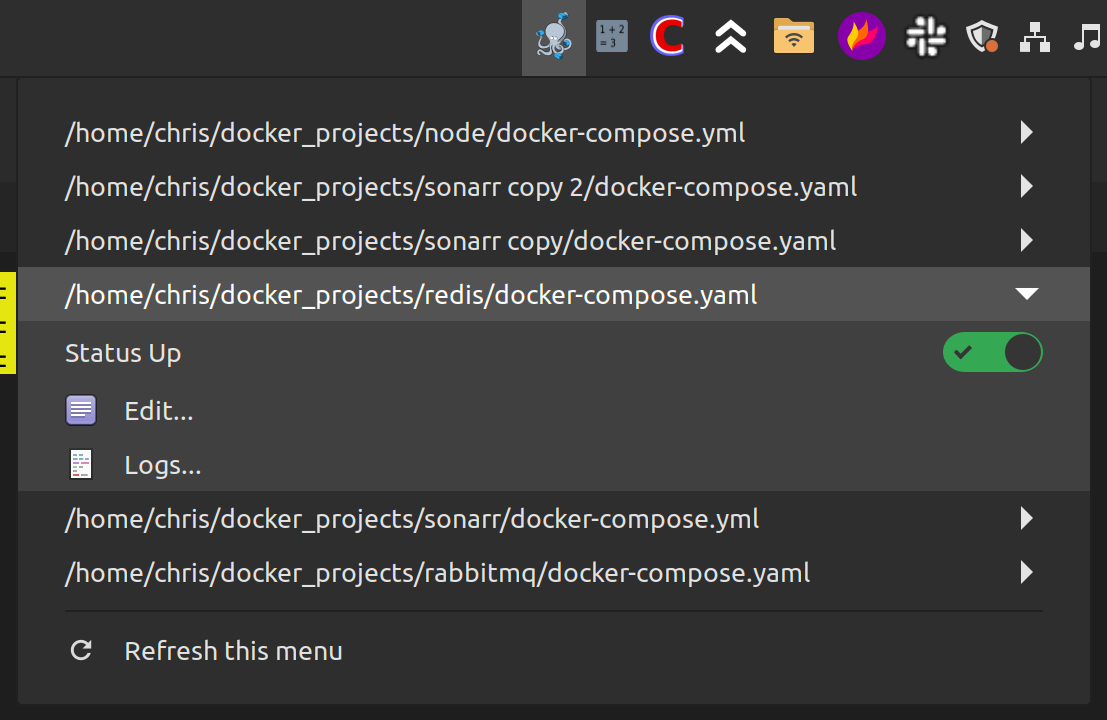 1 + 2
= 3
C
/home/chris/docker_projects/node/docker-compose.yml
/home/chris/docker_projects/sonarr copy 2/docker-compose.yaml
/home/chris/docker_projects/sonarr copy/docker-compose.yaml
/home/chris/docker_projects/redis/docker-compose.yaml
Status Up
Edit...
Logs...
/home/chris/docker_projects/sonarr/docker-compose.yml
/home/chris/docker_projects/rabbitmq/docker-compose.yaml
Refresh this menu